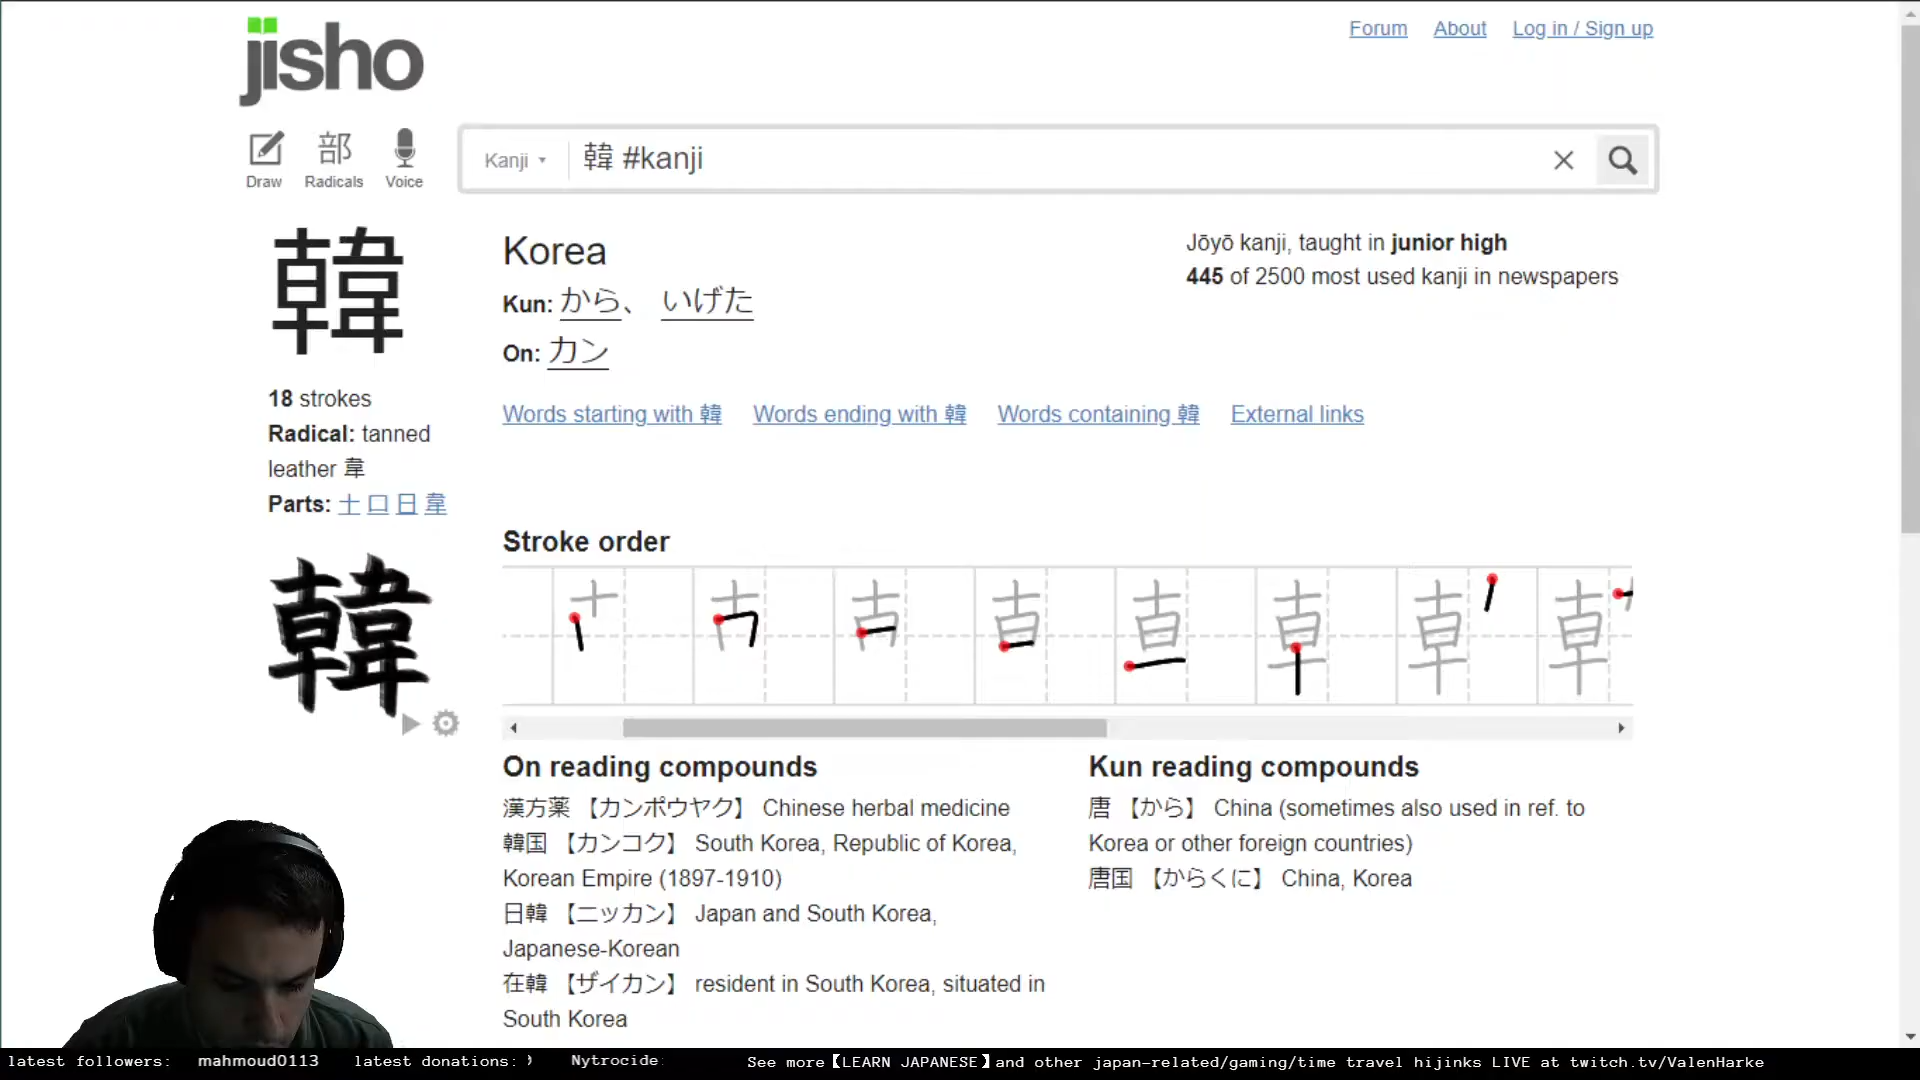 jisho
Forum About Log in / Sign up
Draw
部
Radicals
Voice
Kanji
韓 #kanji
韓
18 strokes
Radical: tanned
leather 韋
Parts: 土 口 日 韋
韓
Korea
Kun: から、 いげた
On: カン
Jōyō kanji, taught in junior high
445 of 2500 most used kanji in newspapers
Words starting with 韓 Words ending with 韓 Words containing 韓 External links
Stroke order
On reading compounds
漢方薬 【カンポウヤク】 Chinese herbal medicine
韓国 【カンコク】 South Korea, Republic of Korea,
Korean Empire (1897-1910)
日韓 【ニッカン】 Japan and South Korea,
Japanese-Korean
在韓 【ザイカン】 resident in South Korea, situated in
South Korea
Kun reading compounds
唐 【から】 China (sometimes also used in ref. to
Korea or other foreign countries)
唐国 【からくに】 China, Korea
latest followers: mahmoud0113 latest donations: Nytrocide See more【LEARN JAPANESE】and other japan-related/gaming/time travel hijinks LIVE at twitch.tv/ValenHarke